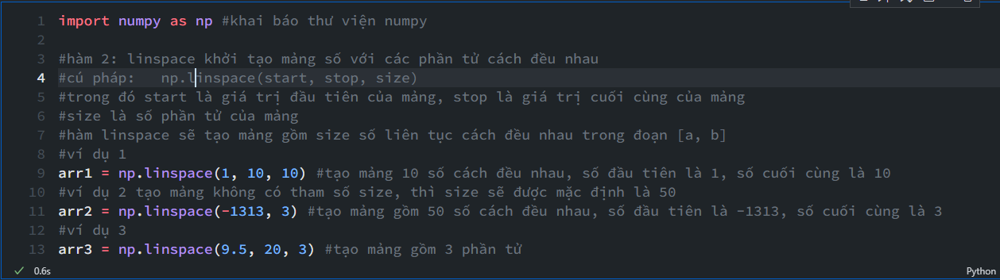 1 import numpy as np #khai báo thư viện numpy
2
3 #hàm 2: linspace khởi tạo mảng số với các phần tử cách đều nhau
4 #cú pháp:   np.linspace(start, stop, size)
5 #trong đó start là giá trị đầu tiên của mảng, stop là giá trị cuối cùng của mảng
6 #size là số phần tử của mảng
7 #hàm linspace sẽ tạo mảng gồm size số liên tục cách đều nhau trong đoạn [a, b]
8 #ví dụ 1
9 arr1 = np.linspace(1, 10, 10) #tạo mảng 10 số cách đều nhau, số đầu tiên là 1, số cuối cùng là 10
10 #ví dụ 2 tạo mảng không có tham số size, thì size sẽ được mặc định là 50
11 arr2 = np.linspace(-1313, 3) #tạo mảng gồm 50 số cách đều nhau, số đầu tiên là -1313, số cuối cùng là 3
12 #ví dụ 3
13 arr3 = np.linspace(9.5, 20, 3) #tạo mảng gồm 3 phần tử
0.6s Python